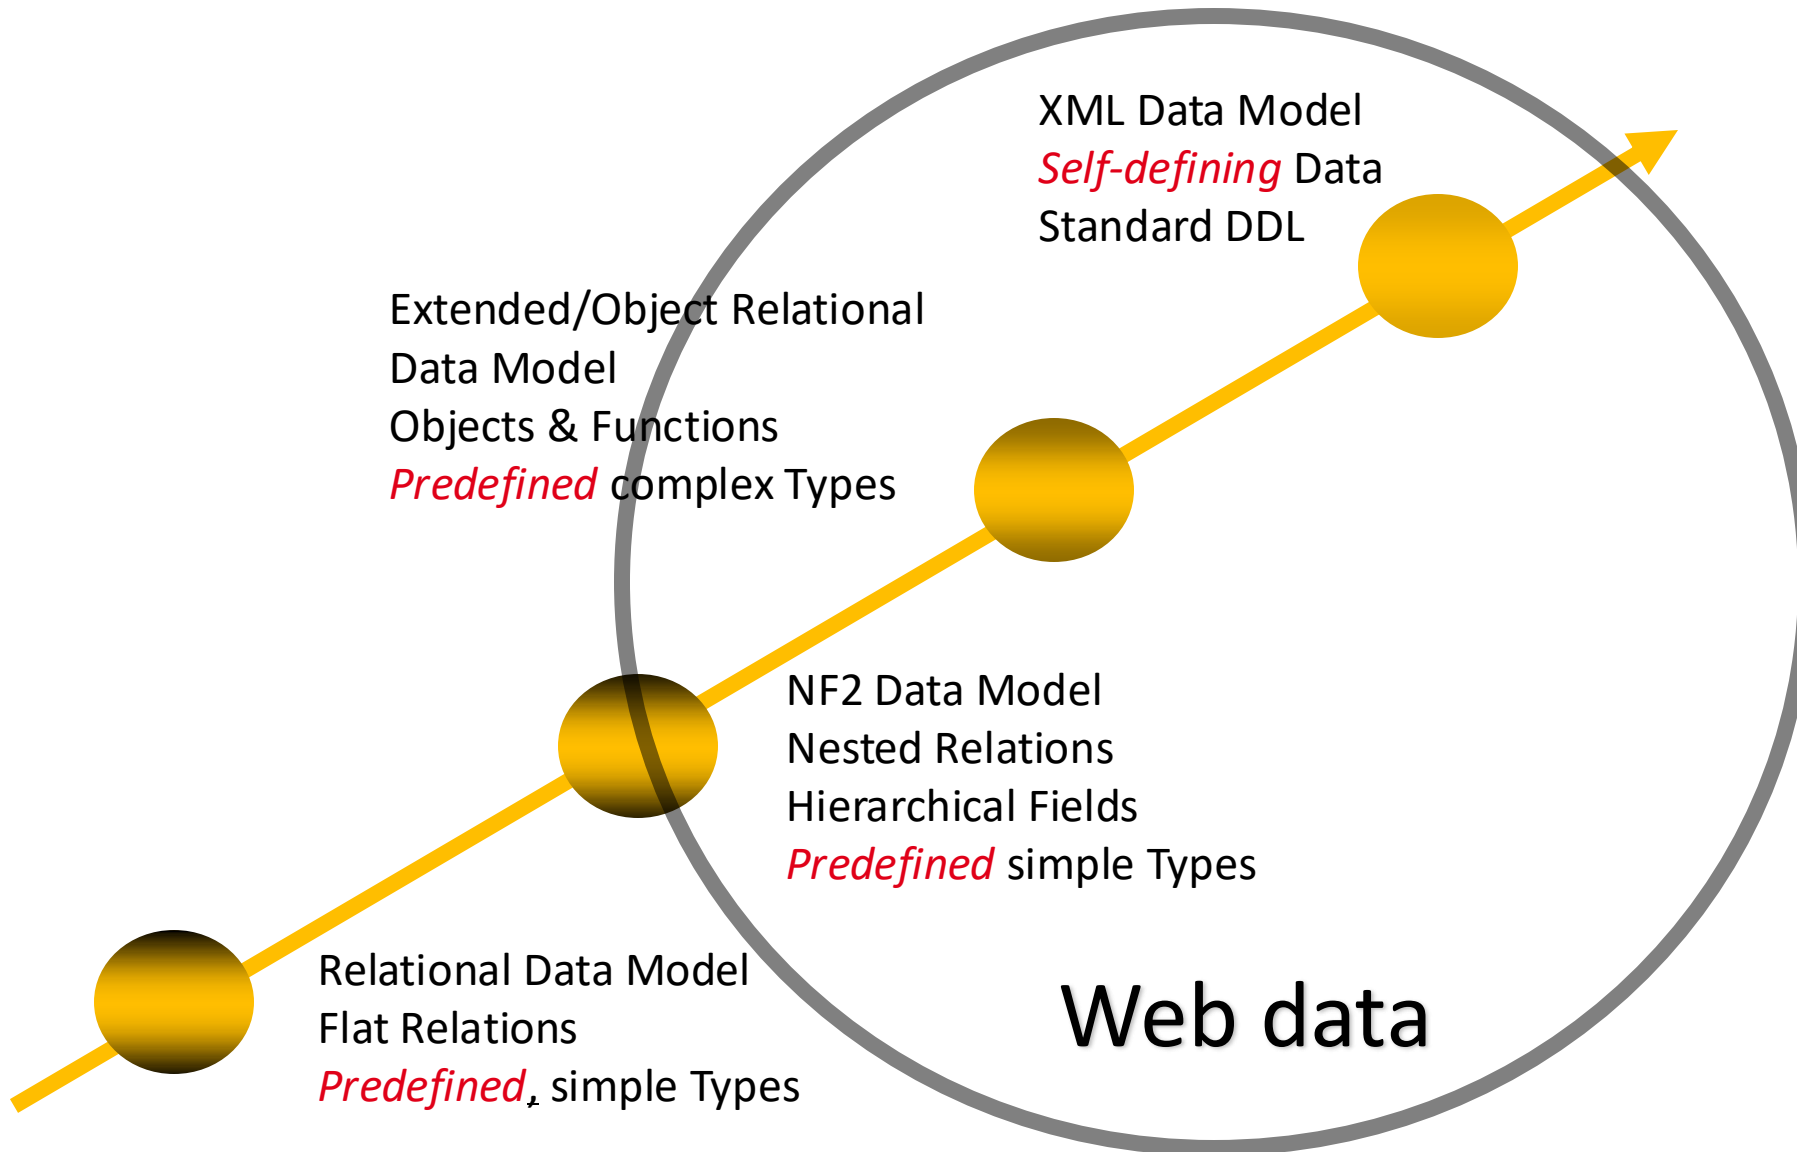 XML Data Model
Self-defining Data
Standard DDL
Extended/Object Relational
Data Model
Objects & Functions
Predefined complex Types
NF2 Data Model
Nested Relations
Hierarchical Fields
Predefined simple Types
Relational Data Model
Flat Relations
Predefined, simple Types
Web data